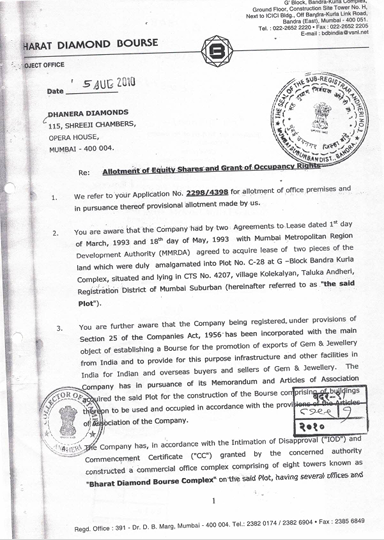 G' Block, Bandra-Kurla Complex,
Ground Floor, Construction Site Tower No. H,
Next to ICICI Bldg., Off Bandra-Kurla Link Road,
Bandra (East), Mumbai - 400 051.
Tel.: 022-2652 2220 • Fax : 022-2652 2205
E-mail : bdbindia@vsnl.net
HARAT DIAMOND BOURSE
OJECT OFFICE
B
Date 5 AUG 2010
DHANERA DIAMONDS
115, SHREEJI CHAMBERS,
OPERA HOUSE,
MUMBAI - 400 004.
THE SEAL OF THE SUB-REGISTRAR ANDHERI NO.
BANDRA
Re: Allotment of Equity Shares and Grant of Occupancy Rights
1. We refer to your Application No. 2298/4398 for allotment of office premises and
in pursuance thereof provisional allotment made by us.
2. You are aware that the Company had by two Agreements to Lease dated 1st day
of March, 1993 and 18th day of May, 1993 with Mumbai Metropolitan Region
Development Authority (MMRDA) agreed to acquire lease of two pieces of the
land which were duly amalgamated into Plot No. C-28 at G –Block Bandra Kurla
Complex, situated and lying in CTS No. 4207, village Kolekalyan, Taluka Andheri,
Registration District of Mumbai Suburban (hereinafter referred to as "the said
Plot").
3. You are further aware that the Company being registered under provisions of
Section 25 of the Companies Act, 1956 has been incorporated with the main
object of establishing a Bourse for the promotion of exports of Gem & Jewellery
from India and to provide for this purpose infrastructure and other facilities in
India for Indian and overseas buyers and sellers of Gem & Jewellery. The
Company has in pursuance of its Memorandum and Articles of Association
acquired the said Plot for the construction of the Bourse comprising of buildings
thereon to be used and occupied in accordance with the provisions of the Articles
of Association of the Company.
COLLECTOR OF
२०१०
The Company has, in accordance with the Intimation of Disapproval ("IOD") and
Commencement Certificate ("CC") granted by the concerned authority
constructed a commercial office complex comprising of eight towers known as
"Bharat Diamond Bourse Complex" on the said Plot, having several offices and
1
Regd. Office : 391 - Dr. D. B. Marg, Mumbai - 400 004. Tel.: 2382 0174 / 2382 6904 • Fax : 2385 6849